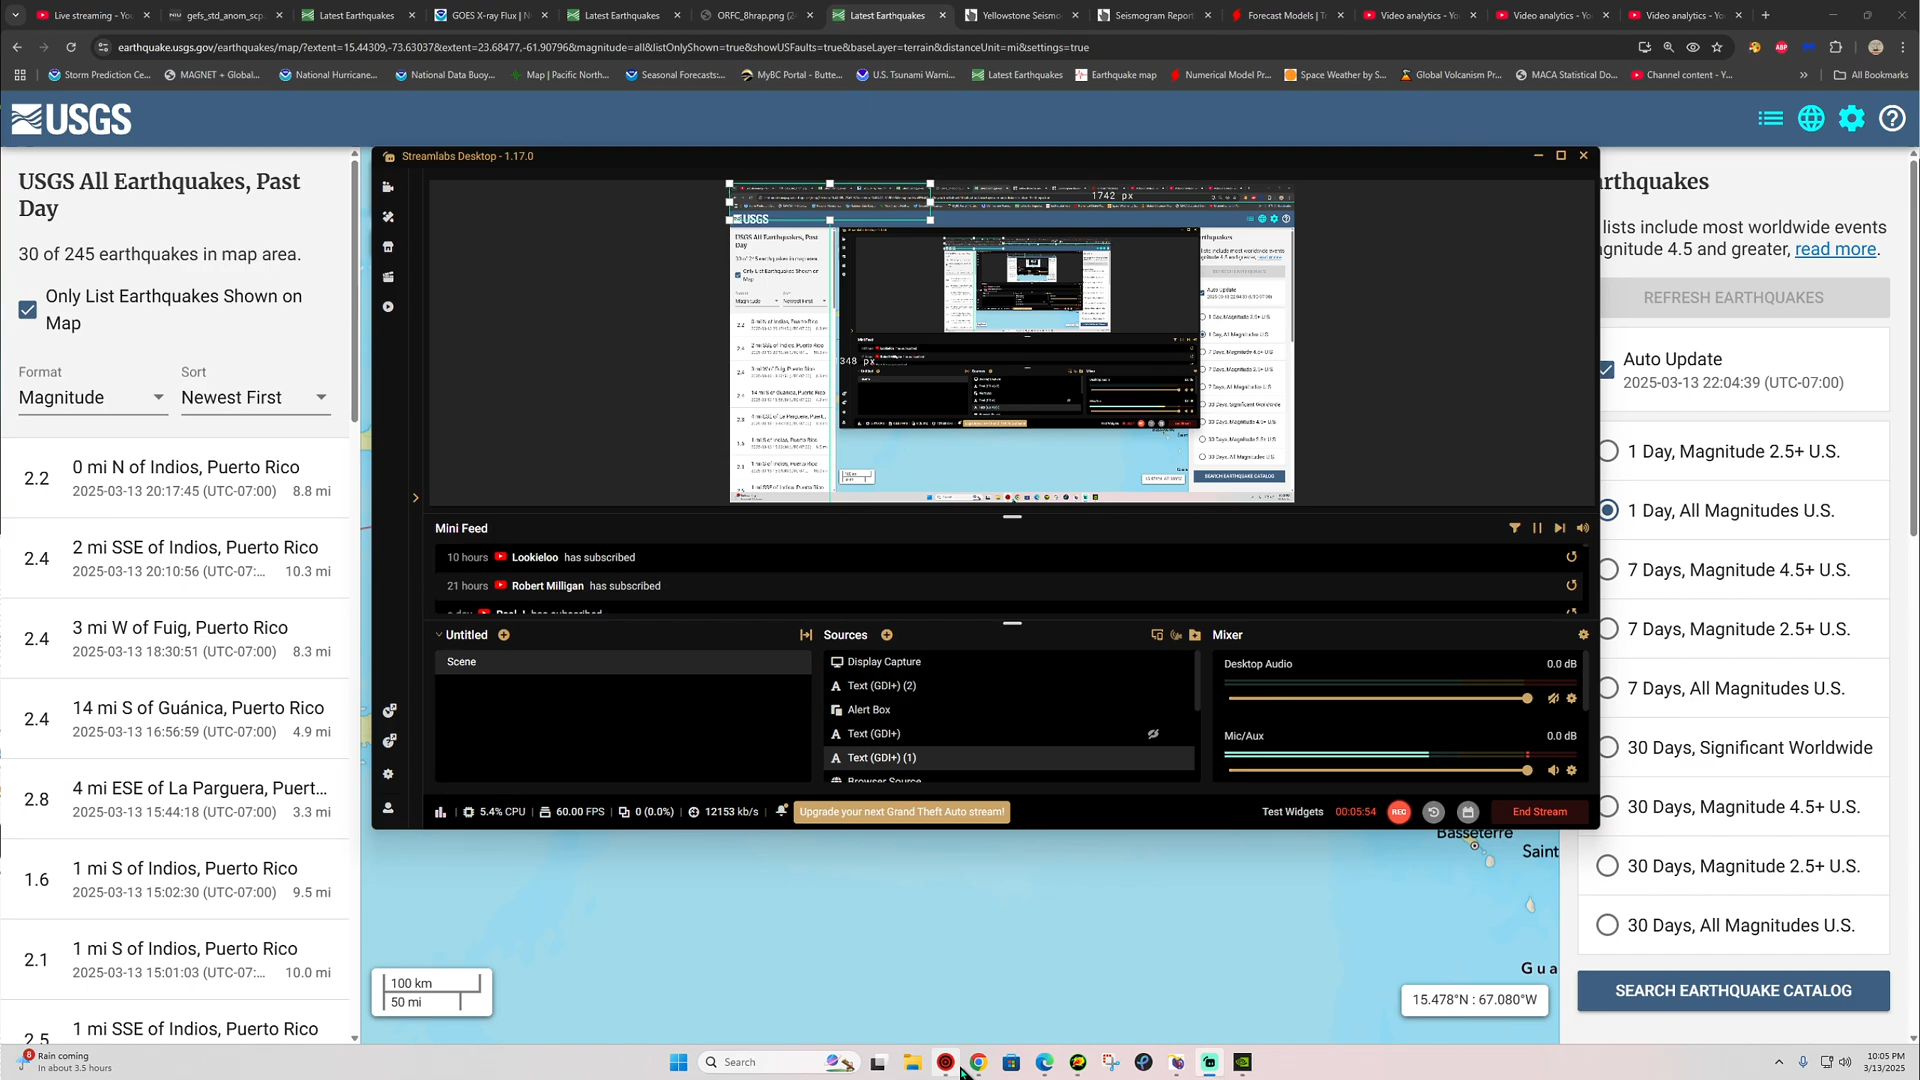 Live streaming - Yo
gefs_std_anom_scp.
Latest Earthquakes
GOES X-ray Flux | N
Latest Earthquakes
ORFC_8hrap.png (2
Latest Earthquakes
Yellowstone Seismo
Seismogram Report
Forecast Models | T
Video analytics - Yo
Video analytics - Yo
Video analytics - Yo
earthquake.usgs.gov/earthquakes/map/?extent=15.44309,-73.63037&extent=23.68477,-61.90796&magnitude=all&listOnlyShown=true&showUSFaults=true&baseLayer=terrain&distanceUnit=mi&settings=true
Storm Prediction Ce...
MAGNET + Global...
National Hurricane...
National Data Buoy...
Map | Pacific North...
Seasonal Forecasts:...
MyBC Portal - Butte...
U.S. Tsunami Warni...
Latest Earthquakes
Earthquake map
Numerical Model Pr...
Space Weather by S...
Global Volcanism Pr...
MACA Statistical Do...
Channel content - Y...
All Bookmarks
USGS
USGS All Earthquakes, Past
Day
30 of 245 earthquakes in map area.
Only List Earthquakes Shown on
Map
Format
Magnitude
Sort
Newest First
2.2
0 mi N of Indios, Puerto Rico
2025-03-13 20:17:45 (UTC-07:00)
8.8 mi
2.4
2 mi SSE of Indios, Puerto Rico
2025-03-13 20:10:56 (UTC-07:...
10.3 mi
2.4
3 mi W of Fuig, Puerto Rico
2025-03-13 18:30:51 (UTC-07:00)
8.3 mi
2.4
14 mi S of Guánica, Puerto Rico
2025-03-13 16:56:59 (UTC-07:00)
4.9 mi
2.8
4 mi ESE of La Parguera, Puert...
2025-03-13 15:44:18 (UTC-07:00)
3.3 mi
1.6
1 mi S of Indios, Puerto Rico
2025-03-13 15:02:30 (UTC-07:00)
9.5 mi
2.1
1 mi S of Indios, Puerto Rico
2025-03-13 15:01:03 (UTC-07:...
10.0 mi
2.5
1 mi SSE of Indios, Puerto Rico
Streamlabs Desktop - 1.17.0
1742 px
348 px
Mini Feed
10 hours Lookieloo has subscribed
21 hours Robert Milligan has subscribed
Untitled
Scene
Sources
Display Capture
Text (GDI+) (2)
Alert Box
Text (GDI+)
Text (GDI+) (1)
Browser Source
Mixer
Desktop Audio
0.0 dB
Mic/Aux
0.0 dB
5.4% CPU
60.00 FPS
0 (0.0%)
12153 kb/s
Upgrade your next Grand Theft Auto stream!
Test Widgets
00:05:54
REC
End Stream
rthquakes
lists include most worldwide events
gnitude 4.5 and greater, read more.
REFRESH EARTHQUAKES
Auto Update
2025-03-13 22:04:39 (UTC-07:00)
1 Day, Magnitude 2.5+ U.S.
1 Day, All Magnitudes U.S.
7 Days, Magnitude 4.5+ U.S.
7 Days, Magnitude 2.5+ U.S.
7 Days, All Magnitudes U.S.
30 Days, Significant Worldwide
30 Days, Magnitude 4.5+ U.S.
30 Days, Magnitude 2.5+ U.S.
30 Days, All Magnitudes U.S.
SEARCH EARTHQUAKE CATALOG
Basseterre
Saint
Gua
100 km
50 mi
15.478°N : 67.080°W
8
Rain coming
In about 3.5 hours
Search
10:05 PM
3/13/2025